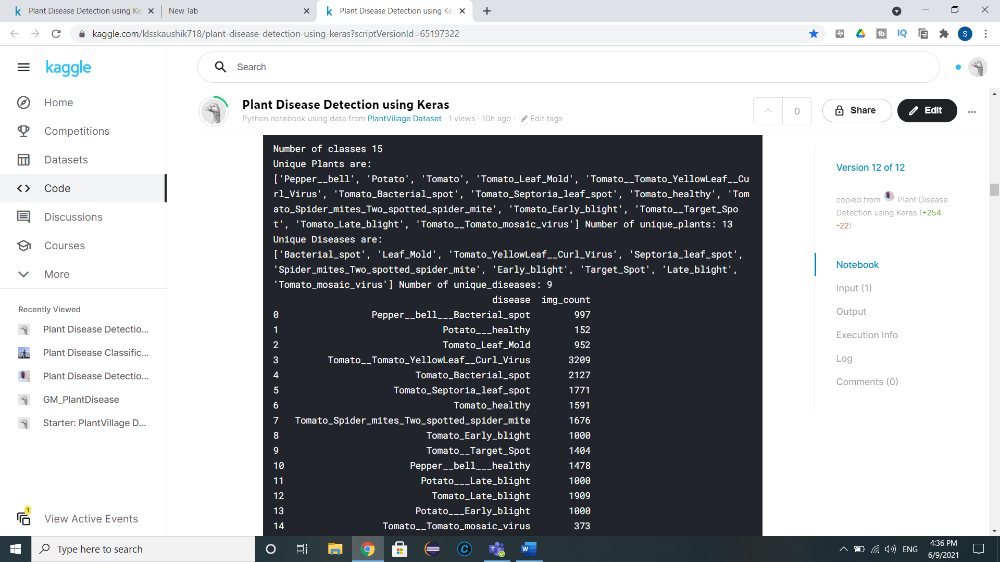 Plant Disease Detection using Ke
New Tab
Plant Disease Detection using Ke
kaggle.com/klsskaushik718/plant-disease-detection-using-keras?scriptVersionId=65197322
IQ
S
kaggle
Search
Home
Competitions
Datasets
Code
Discussions
Courses
More
Recently Viewed
Plant Disease Detectio...
Plant Disease Classific...
Plant Disease Detectio...
GM_PlantDisease
Starter: PlantVillage D...
1
View Active Events
Plant Disease Detection using Keras
Python notebook using data from PlantVillage Dataset · 1 views · 10h ago · Edit tags
0
Share
Edit
Number of classes 15
Unique Plants are:
['Pepper__bell', 'Potato', 'Tomato', 'Tomato_Leaf_Mold', 'Tomato__Tomato_YellowLeaf__Cu
rl_Virus', 'Tomato_Bacterial_spot', 'Tomato_Septoria_leaf_spot', 'Tomato_healthy', 'Tom
ato_Spider_mites_Two_spotted_spider_mite', 'Tomato_Early_blight', 'Tomato__Target_Spo
t', 'Tomato_Late_blight', 'Tomato__Tomato_mosaic_virus'] Number of unique_plants: 13
Unique Diseases are:
['Bacterial_spot', 'Leaf_Mold', 'Tomato_YellowLeaf__Curl_Virus', 'Septoria_leaf_spot',
'Spider_mites_Two_spotted_spider_mite', 'Early_blight', 'Target_Spot', 'Late_blight',
'Tomato_mosaic_virus'] Number of unique_diseases: 9
disease img_count
0 Pepper__bell___Bacterial_spot 997
1 Potato___healthy 152
2 Tomato_Leaf_Mold 952
3 Tomato__Tomato_YellowLeaf__Curl_Virus 3209
4 Tomato_Bacterial_spot 2127
5 Tomato_Septoria_leaf_spot 1771
6 Tomato_healthy 1591
7 Tomato_Spider_mites_Two_spotted_spider_mite 1676
8 Tomato_Early_blight 1000
9 Tomato__Target_Spot 1404
10 Pepper__bell___healthy 1478
11 Potato___Late_blight 1000
12 Tomato_Late_blight 1909
13 Potato___Early_blight 1000
14 Tomato__Tomato_mosaic_virus 373
Version 12 of 12
copied from Plant Disease
Detection using Keras (+254
-22)
Notebook
Input (1)
Output
Execution Info
Log
Comments (0)
Type here to search
ENG
4:36 PM
6/9/2021